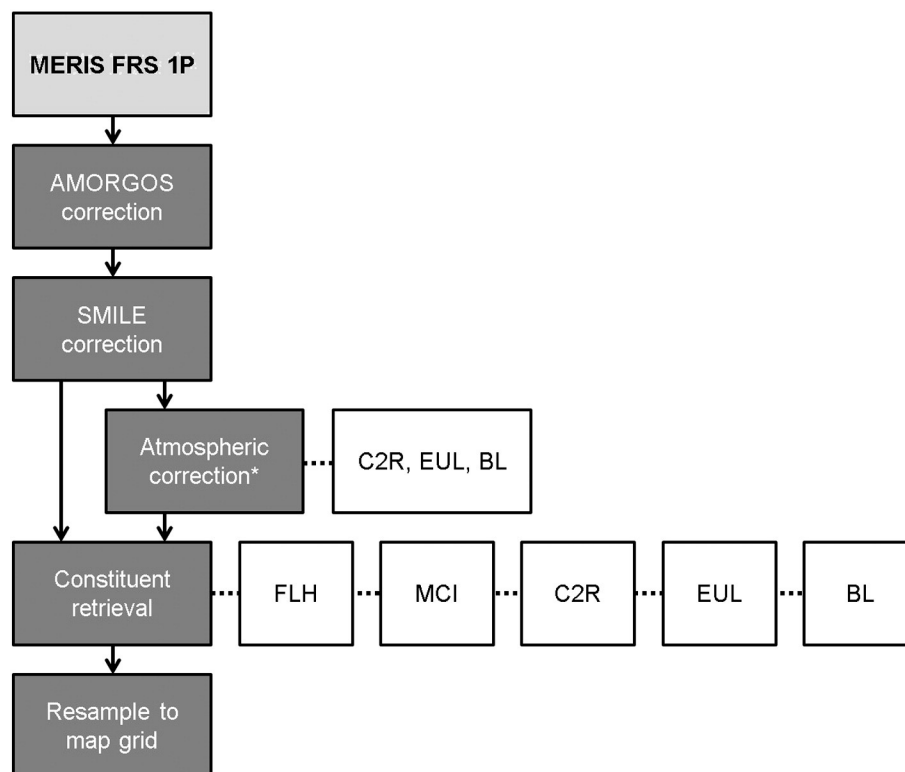 MERIS FRS 1P
AMORGOS
correction
SMILE
correction
Atmospheric
correction*
C2R, EUL, BL
Constituent
retrieval
FLH
MCI
C2R
EUL
BL
Resample to
map grid